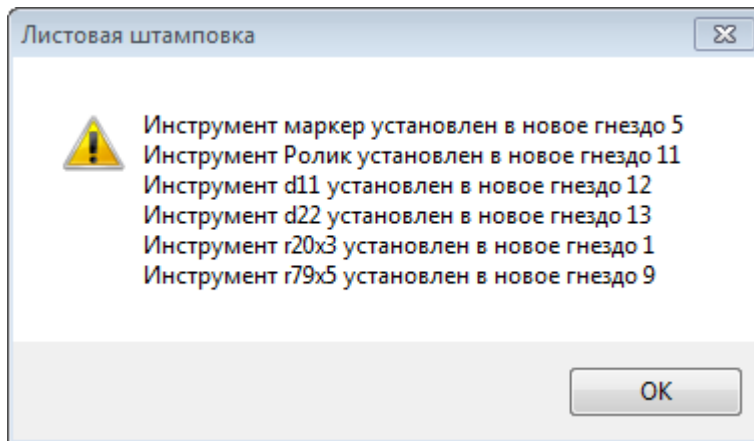 Листовая штамповка
Инструмент маркер установлен в новое гнездо 5
Инструмент Ролик установлен в новое гнездо 11
Инструмент d11 установлен в новое гнездо 12
Инструмент d22 установлен в новое гнездо 13
Инструмент r20x3 установлен в новое гнездо 1
Инструмент r79x5 установлен в новое гнездо 9
OK